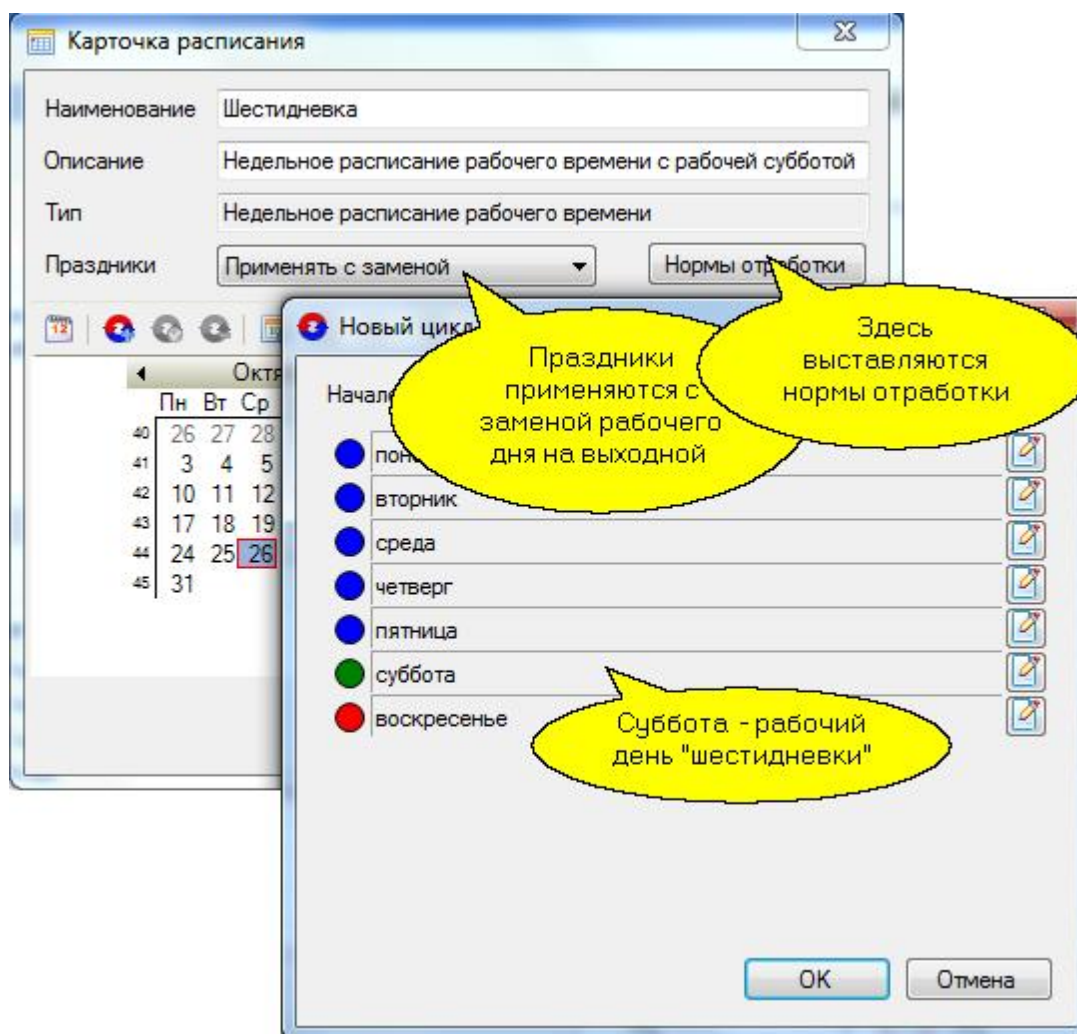 Карточка расписания
Наименование
Шестидневка
Описание
Недельное расписание рабочего времени с рабочей субботой
Тип
Недельное расписание рабочего времени
Праздники
Применять с заменой
Нормы отработки
12
Новый цикл
Праздники
применяются с
заменой рабочего
дня на выходной
Здесь
выставляются
нормы отработки
Пн Вт Ср
40 26 27 28
41 3 4 5
42 10 11 12
43 17 18 19
44 24 25 26
45 31
вторник
среда
четверг
пятница
суббота
воскресенье
Суббота - рабочий
день "шестидневки"
OK
Отмена